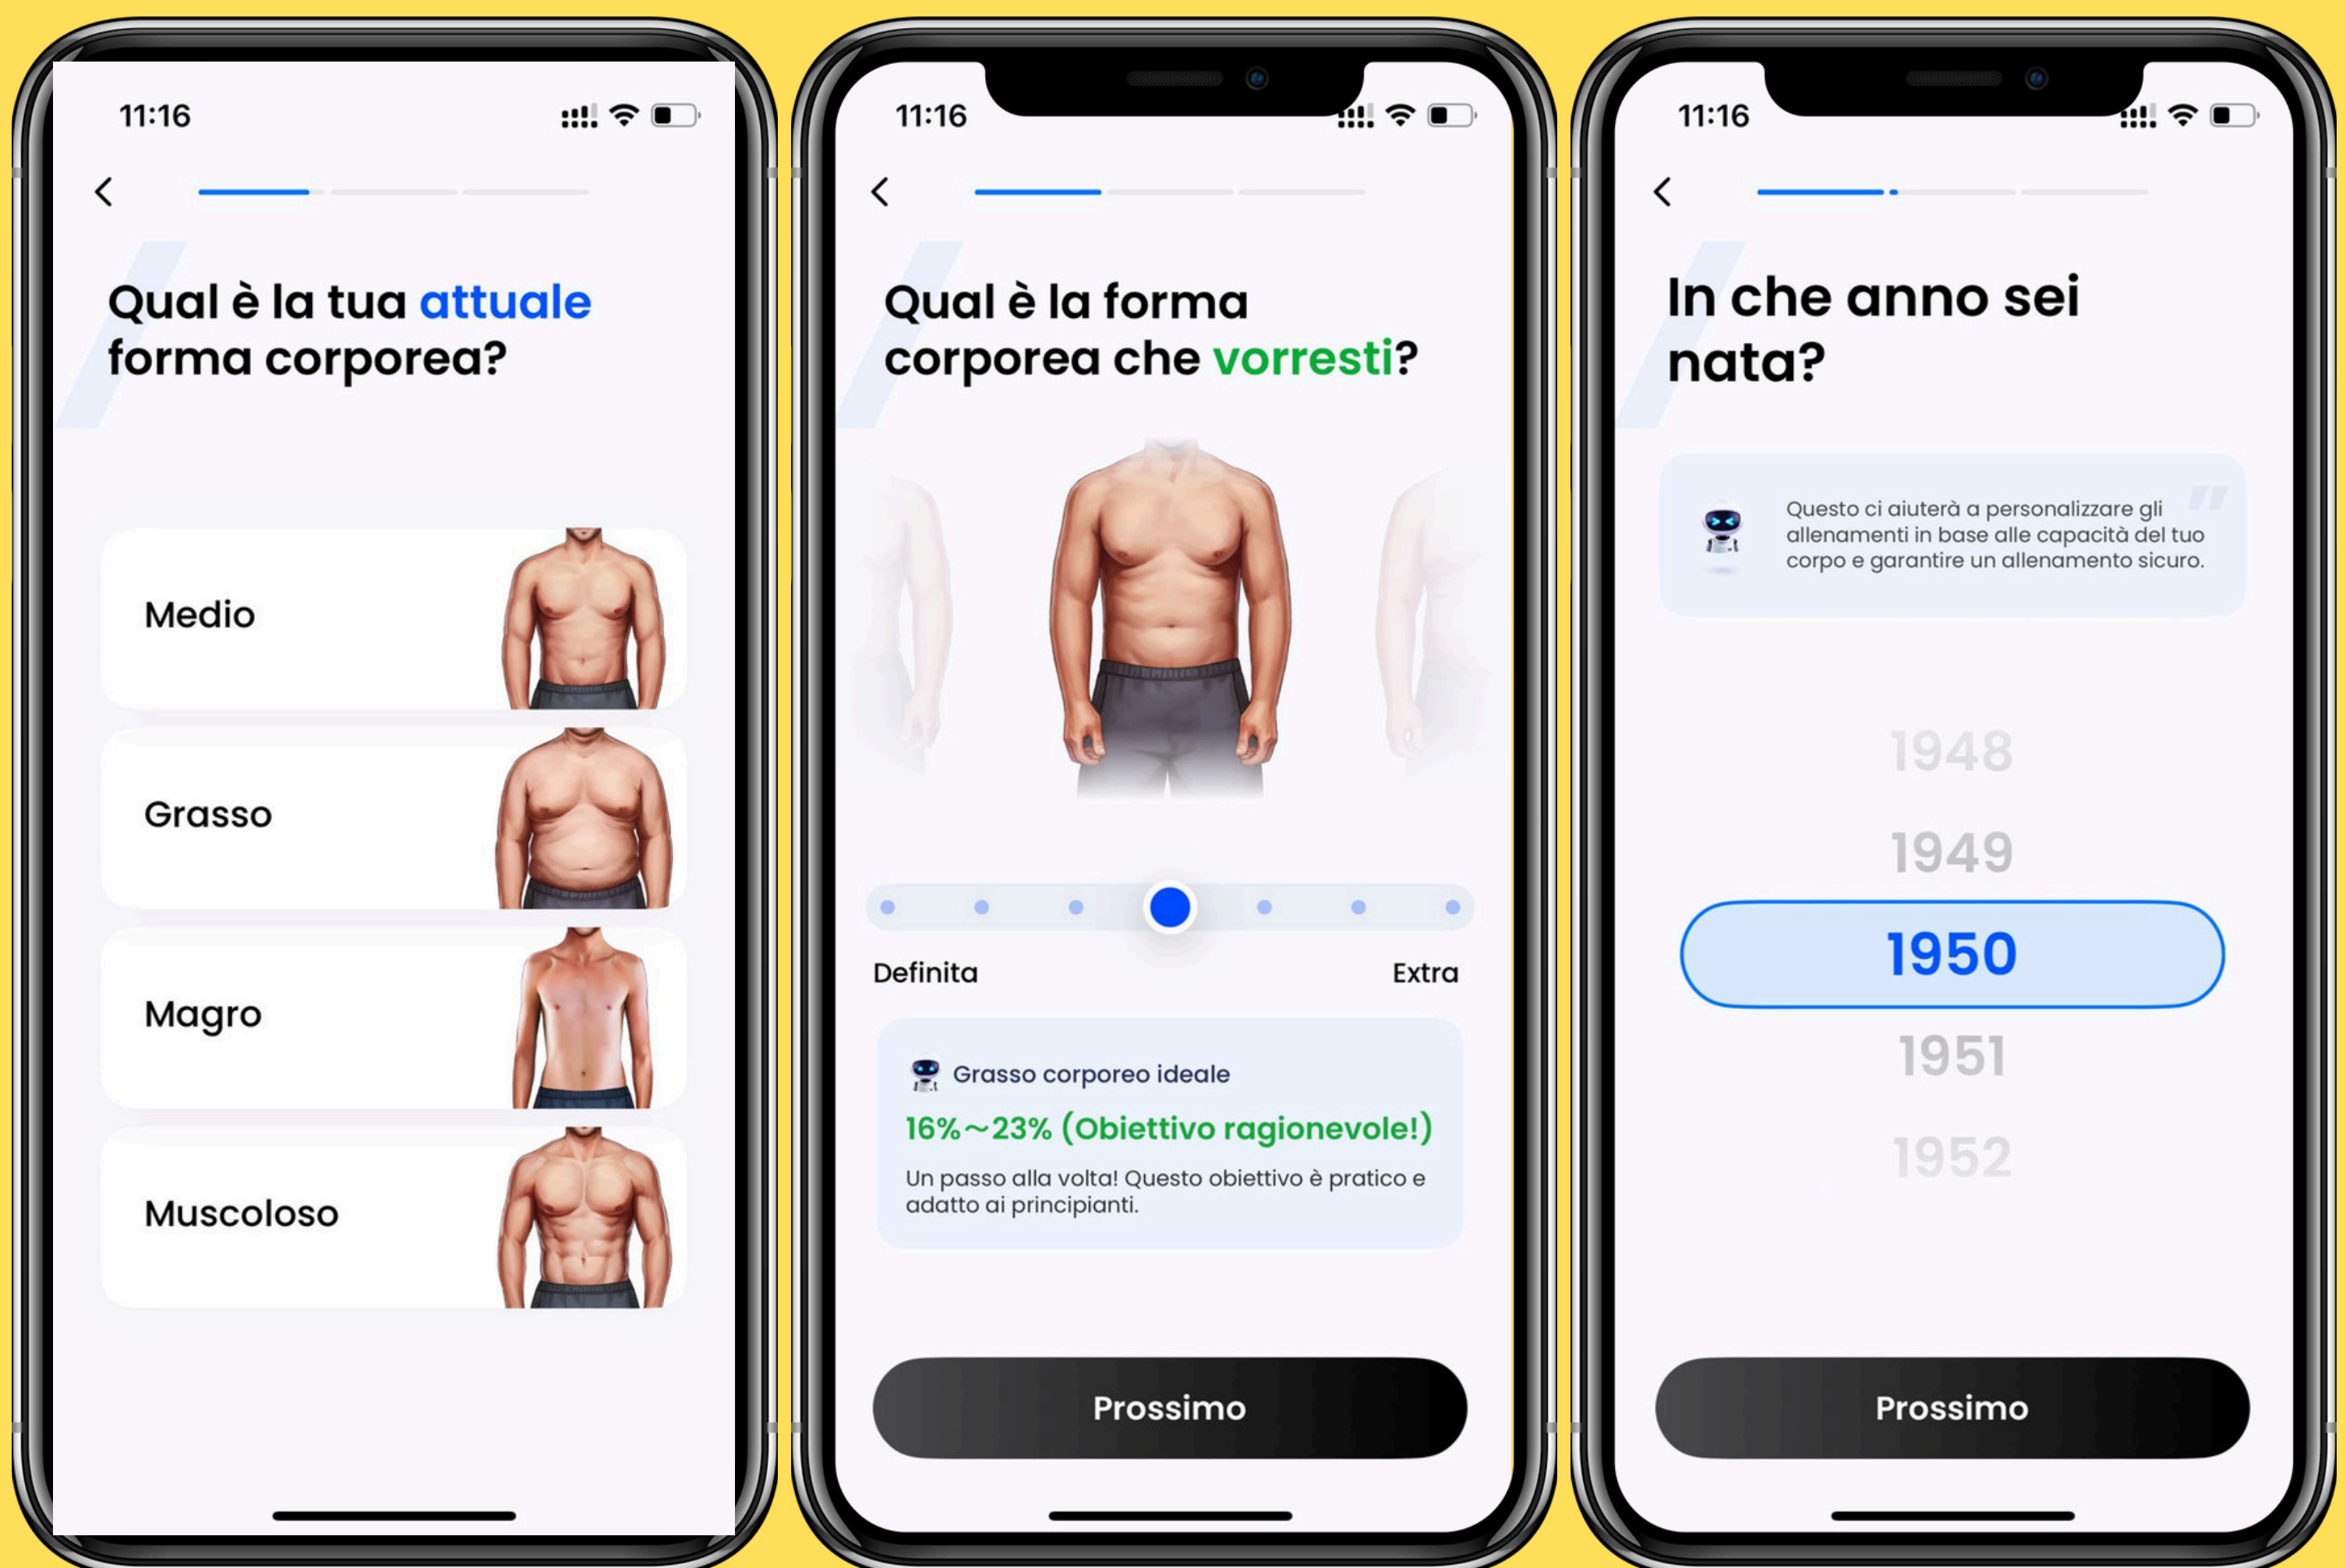 11:16
Qual è la tua attuale
forma corporea?
Medio
Grasso
Magro
Muscoloso
11:16
Qual è la forma
corporea che vorresti?
Definita
Extra
Grasso corporeo ideale
16%~23% (Obiettivo ragionevole!)
Un passo alla volta! Questo obiettivo è pratico e
adatto ai principianti.
Prossimo
11:16
In che anno sei
nata?
Questo ci aiuterà a personalizzare gli
allenamenti in base alle capacità del tuo
corpo e garantire un allenamento sicuro.
1948
1949
1950
1951
1952
Prossimo